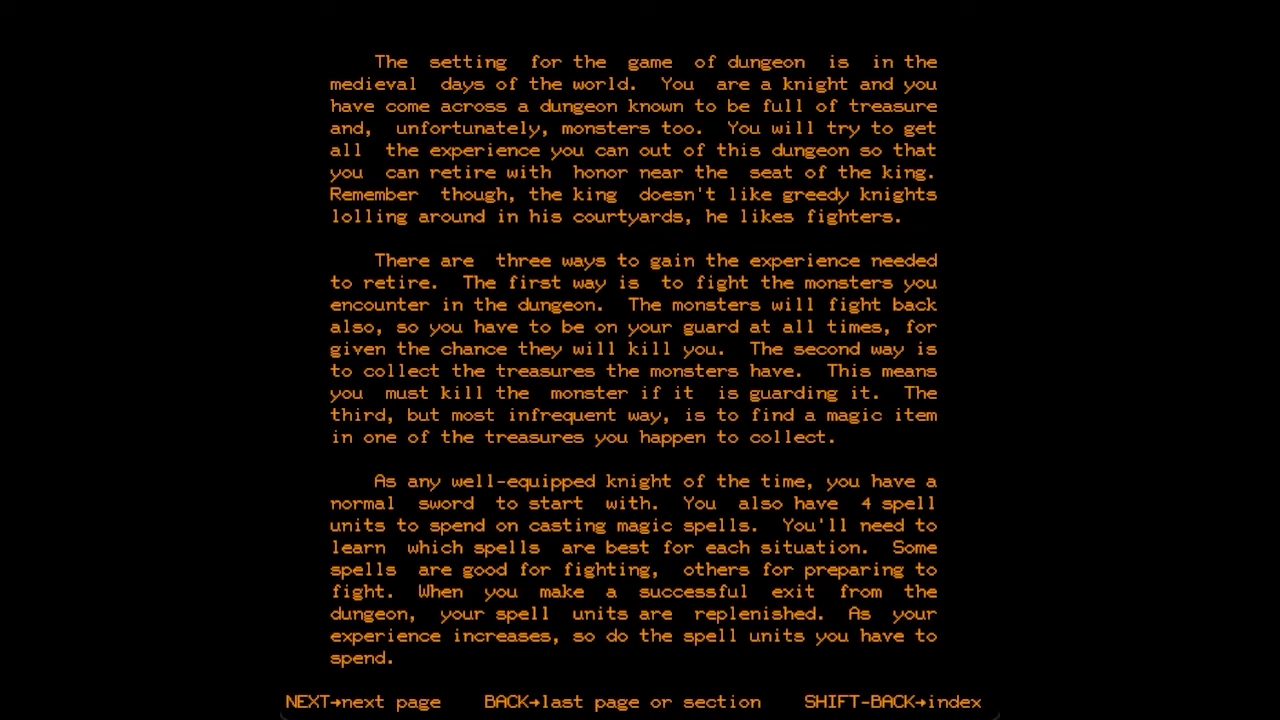 The setting for the game of dungeon is in the
medieval days of the world. You are a knight and you
have come across a dungeon known to be full of treasure
and, unfortunately, monsters too. You will try to get
all the experience you can out of this dungeon so that
you can retire with honor near the seat of the king.
Remember though, the king doesn't like greedy knights
lolling around in his courtyards, he likes fighters.
There are three ways to gain the experience needed
to retire. The first way is to fight the monsters you
encounter in the dungeon. The monsters will fight back
also, so you have to be on your guard at all times, for
given the chance they will kill you. The second way is
to collect the treasures the monsters have. This means
you must kill the monster if it is guarding it. The
third, but most infrequent way, is to find a magic item
in one of the treasures you happen to collect.
As any well-equipped knight of the time, you have a
normal sword to start with. You also have 4 spell
units to spend on casting magic spells. You'll need to
learn which spells are best for each situation. Some
spells are good for fighting, others for preparing to
fight. When you make a successful exit from the
dungeon, your spell units are replenished. As your
experience increases, so do the spell units you have to
spend.
NEXT→next page BACK→last page or section SHIFT-BACK→index